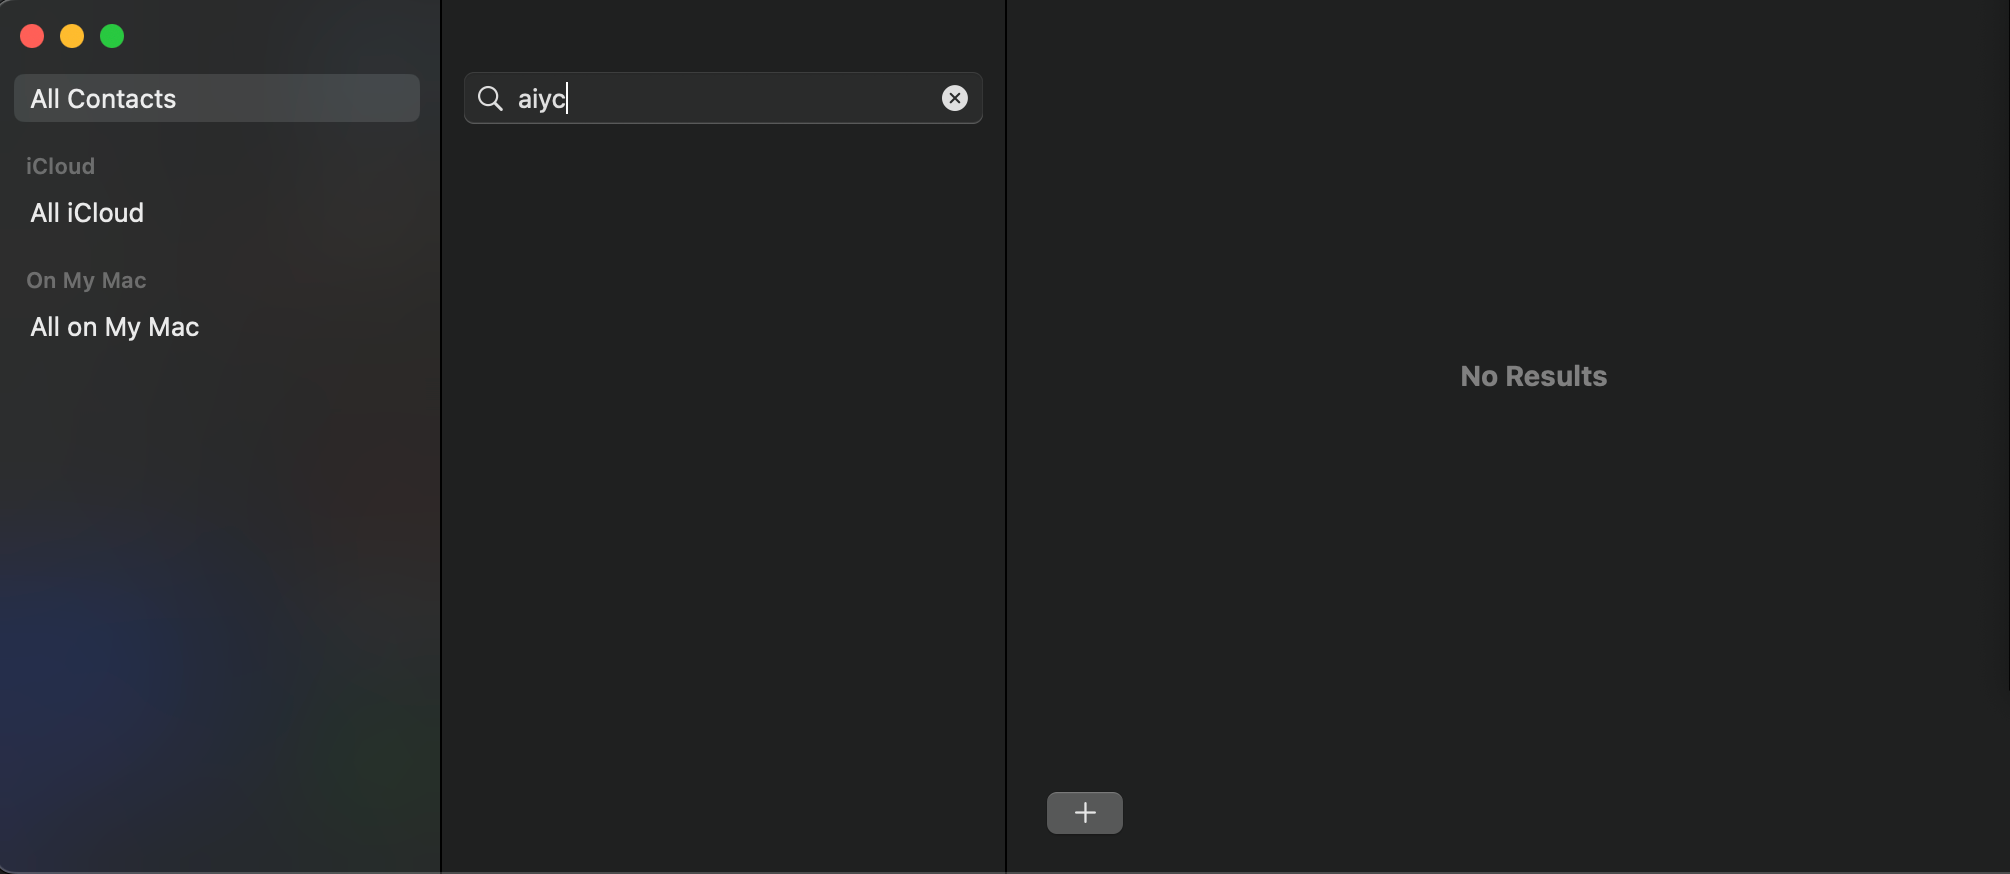 All Contacts
iCloud
All iCloud
On My Mac
All on My Mac
aiyc
No Results